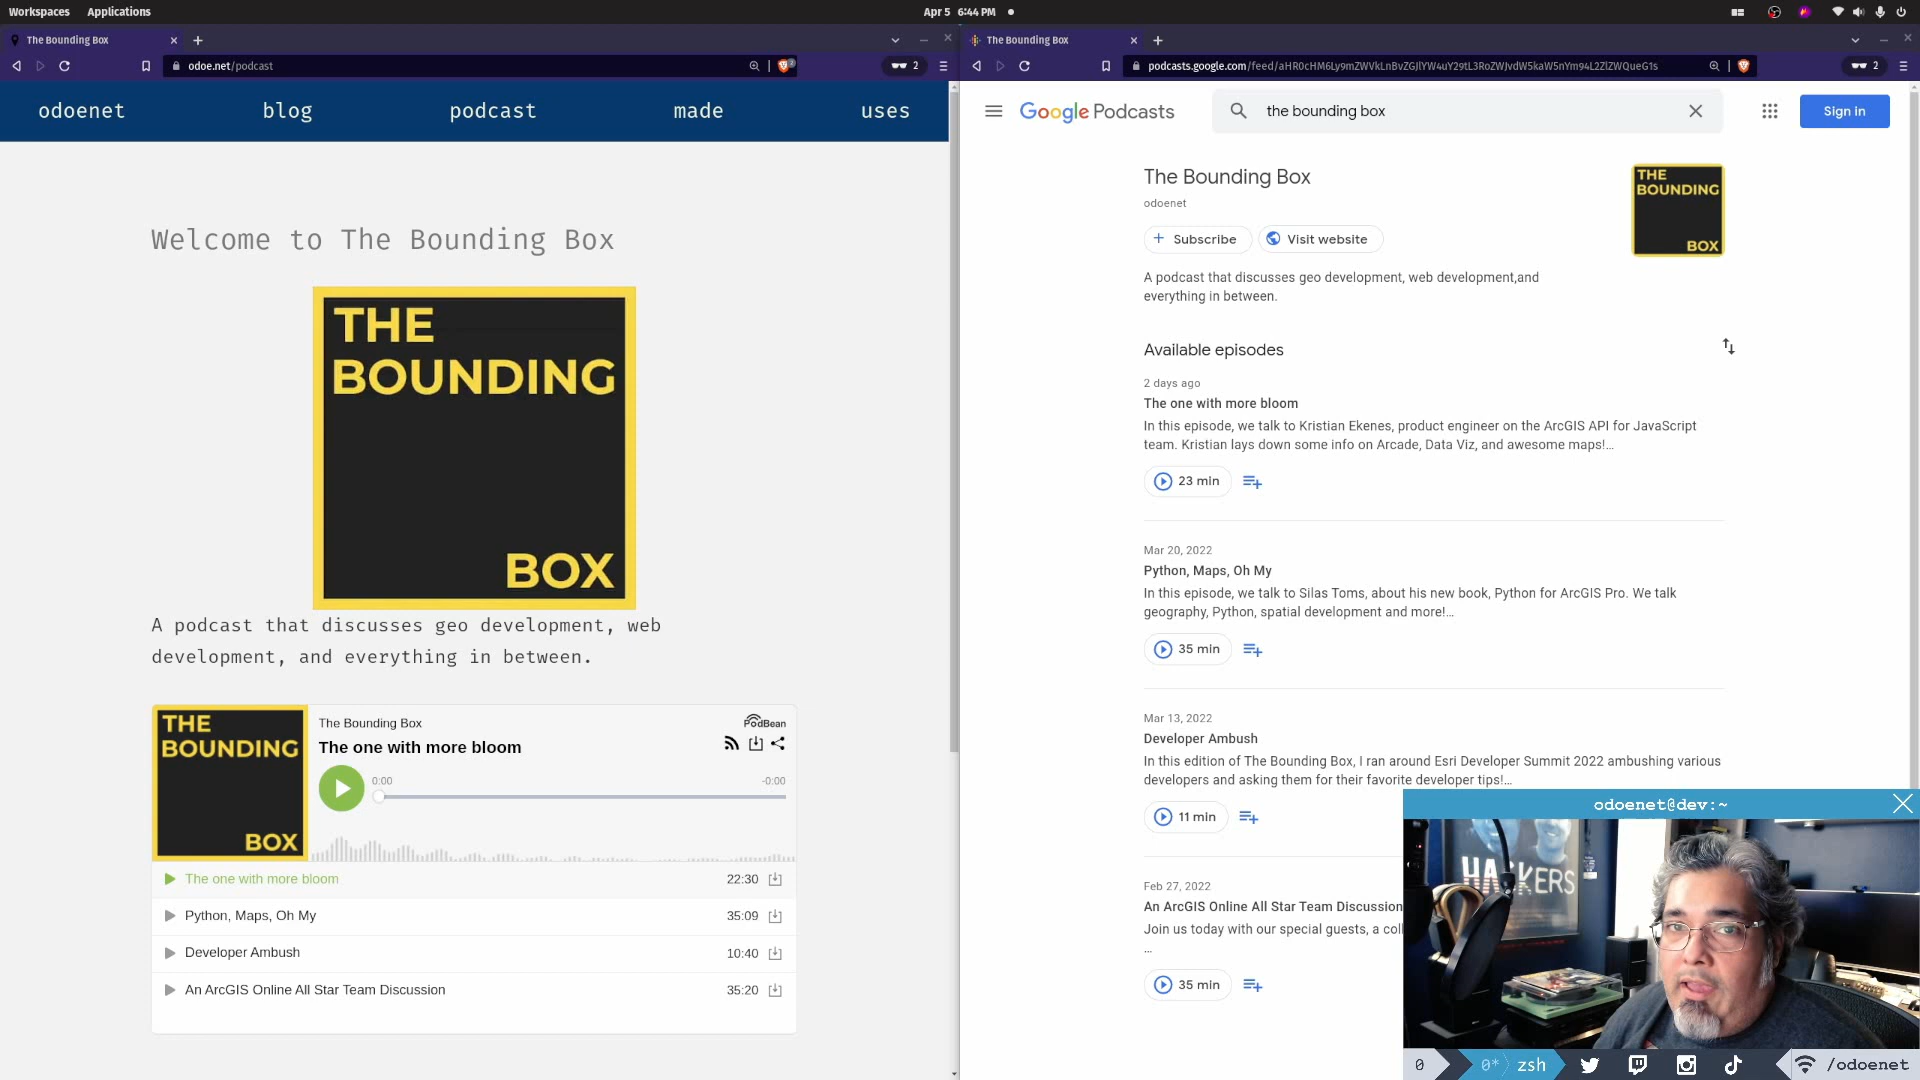 Workspaces Applications Apr 5 6:44 PM
The Bounding Box
odoe.net/podcast
2
odoenet blog podcast made uses
Welcome to The Bounding Box
THE
BOUNDING
BOX
A podcast that discusses geo development, web
development, and everything in between.
THE
BOUNDING
BOX
The Bounding Box
PodBean
The one with more bloom
0:00
-0:00
The one with more bloom 22:30
Python, Maps, Oh My 35:09
Developer Ambush 10:40
An ArcGIS Online All Star Team Discussion 35:20
The Bounding Box
2
Google Podcasts
the bounding box
Sign in
The Bounding Box
odoenet
Subscribe
Visit website
THE
BOUNDING
BOX
A podcast that discusses geo development, web development,and
everything in between.
Available episodes
2 days ago
The one with more bloom
In this episode, we talk to Kristian Ekenes, product engineer on the ArcGIS API for JavaScript
team. Kristian lays down some info on Arcade, Data Viz, and awesome maps!…
23 min
Mar 20, 2022
Python, Maps, Oh My
In this episode, we talk to Silas Toms, about his new book, Python for ArcGIS Pro. We talk
geography, Python, spatial development and more!…
35 min
Mar 13, 2022
Developer Ambush
In this edition of The Bounding Box, I ran around Esri Developer Summit 2022 ambushing various
developers and asking them for their favorite developer tips!…
11 min
Feb 27, 2022
An ArcGIS Online All Star Team Discussion
Join us today with our special guests, a
…
35 min
odoenet@dev:~
HACKERS
0 0* zsh /odoenet